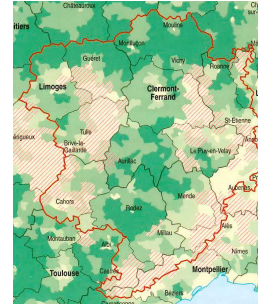 Châteauroux
Moulins
Montluçon
Guéret
Vichy
Roanne
Limoges
Clermont-
Ferrand
St-Etienne
Tulle
Brive-la-
Gaillarde
Le Puy-en-Velay
Aurillac
Aubenas
Cahors
Mende
Rodez
Alès
Montauban
Millau
Albi
Nîmes
Toulouse
Castres
Montpellier
Béziers